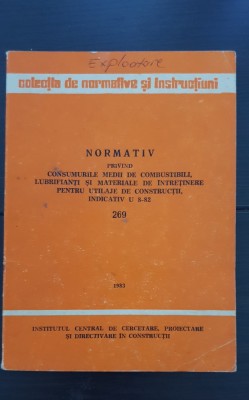 Exploatare
colecția de normative și instrucțiuni
NORMATIV
PRIVIND
CONSUMURILE MEDII DE COMBUSTIBILI,
LUBRIFIANȚI ȘI MATERIALE DE ÎNTREȚINERE
PENTRU UTILAJE DE CONSTRUCȚII.
INDICATIV U 8-82
269
1983
INSTITUTUL CENTRAL DE CERCETARE, PROIECTARE
ȘI DIRECTIVARE ÎN CONSTRUCȚII